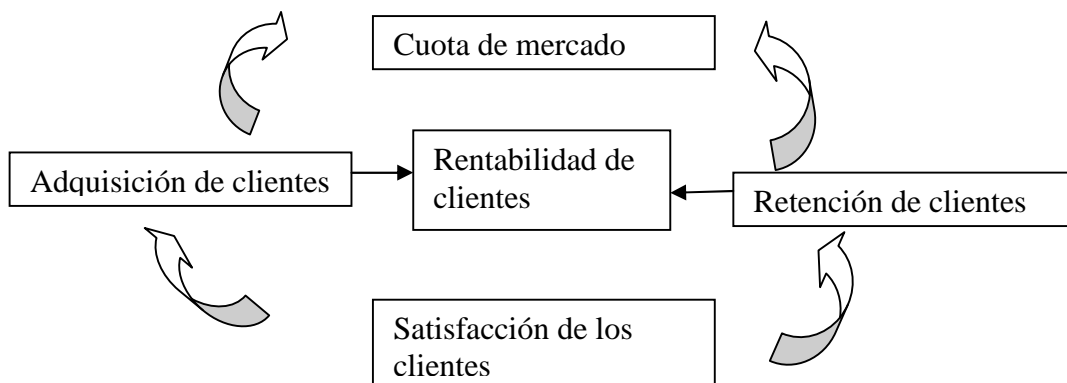 Cuota de mercado
Adquisición de clientes
Rentabilidad de
clientes
Retención de clientes
Satisfacción de los
clientes